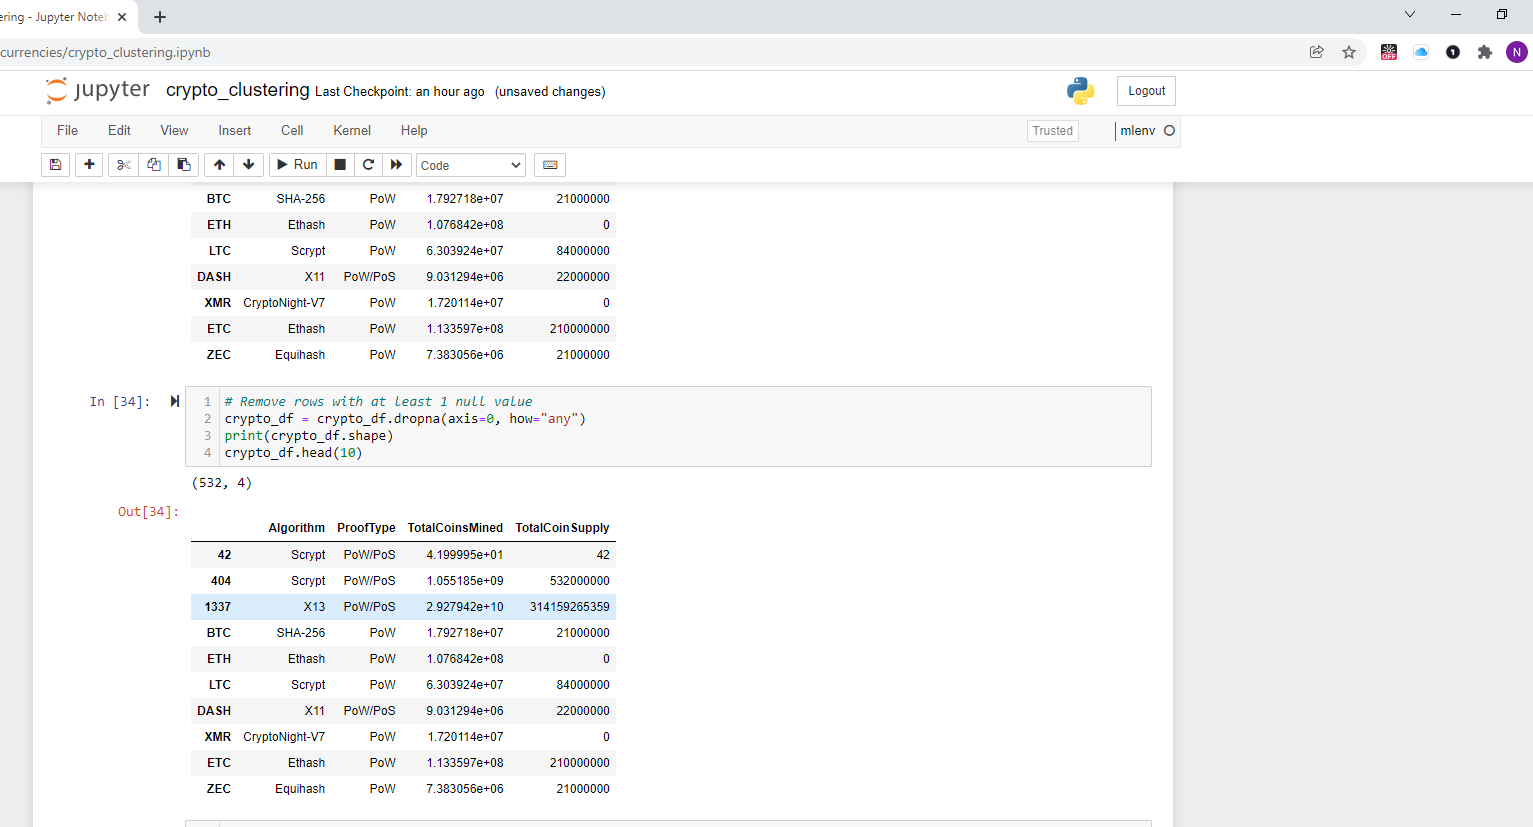 ering - Jupyter Noteb
currencies/crypto_clustering.ipynb
OFF
N
jupyter crypto_clustering Last Checkpoint: an hour ago (unsaved changes)
Logout
File Edit View Insert Cell Kernel Help
Trusted mlenv
Run Code
BTC SHA-256 PoW 1.792718e+07 21000000
ETH Ethash PoW 1.076842e+08 0
LTC Scrypt PoW 6.303924e+07 84000000
DASH X11 PoW/PoS 9.031294e+06 22000000
XMR CryptoNight-V7 PoW 1.720114e+07 0
ETC Ethash PoW 1.133597e+08 210000000
ZEC Equihash PoW 7.383056e+06 21000000
In [34]:
1 # Remove rows with at least 1 null value
2 crypto_df = crypto_df.dropna(axis=0, how="any")
3 print(crypto_df.shape)
4 crypto_df.head(10)
(532, 4)
Out[34]:
Algorithm ProofType TotalCoinsMined TotalCoinSupply
42 Scrypt PoW/PoS 4.199995e+01 42
404 Scrypt PoW/PoS 1.055185e+09 532000000
1337 X13 PoW/PoS 2.927942e+10 314159265359
BTC SHA-256 PoW 1.792718e+07 21000000
ETH Ethash PoW 1.076842e+08 0
LTC Scrypt PoW 6.303924e+07 84000000
DASH X11 PoW/PoS 9.031294e+06 22000000
XMR CryptoNight-V7 PoW 1.720114e+07 0
ETC Ethash PoW 1.133597e+08 210000000
ZEC Equihash PoW 7.383056e+06 21000000